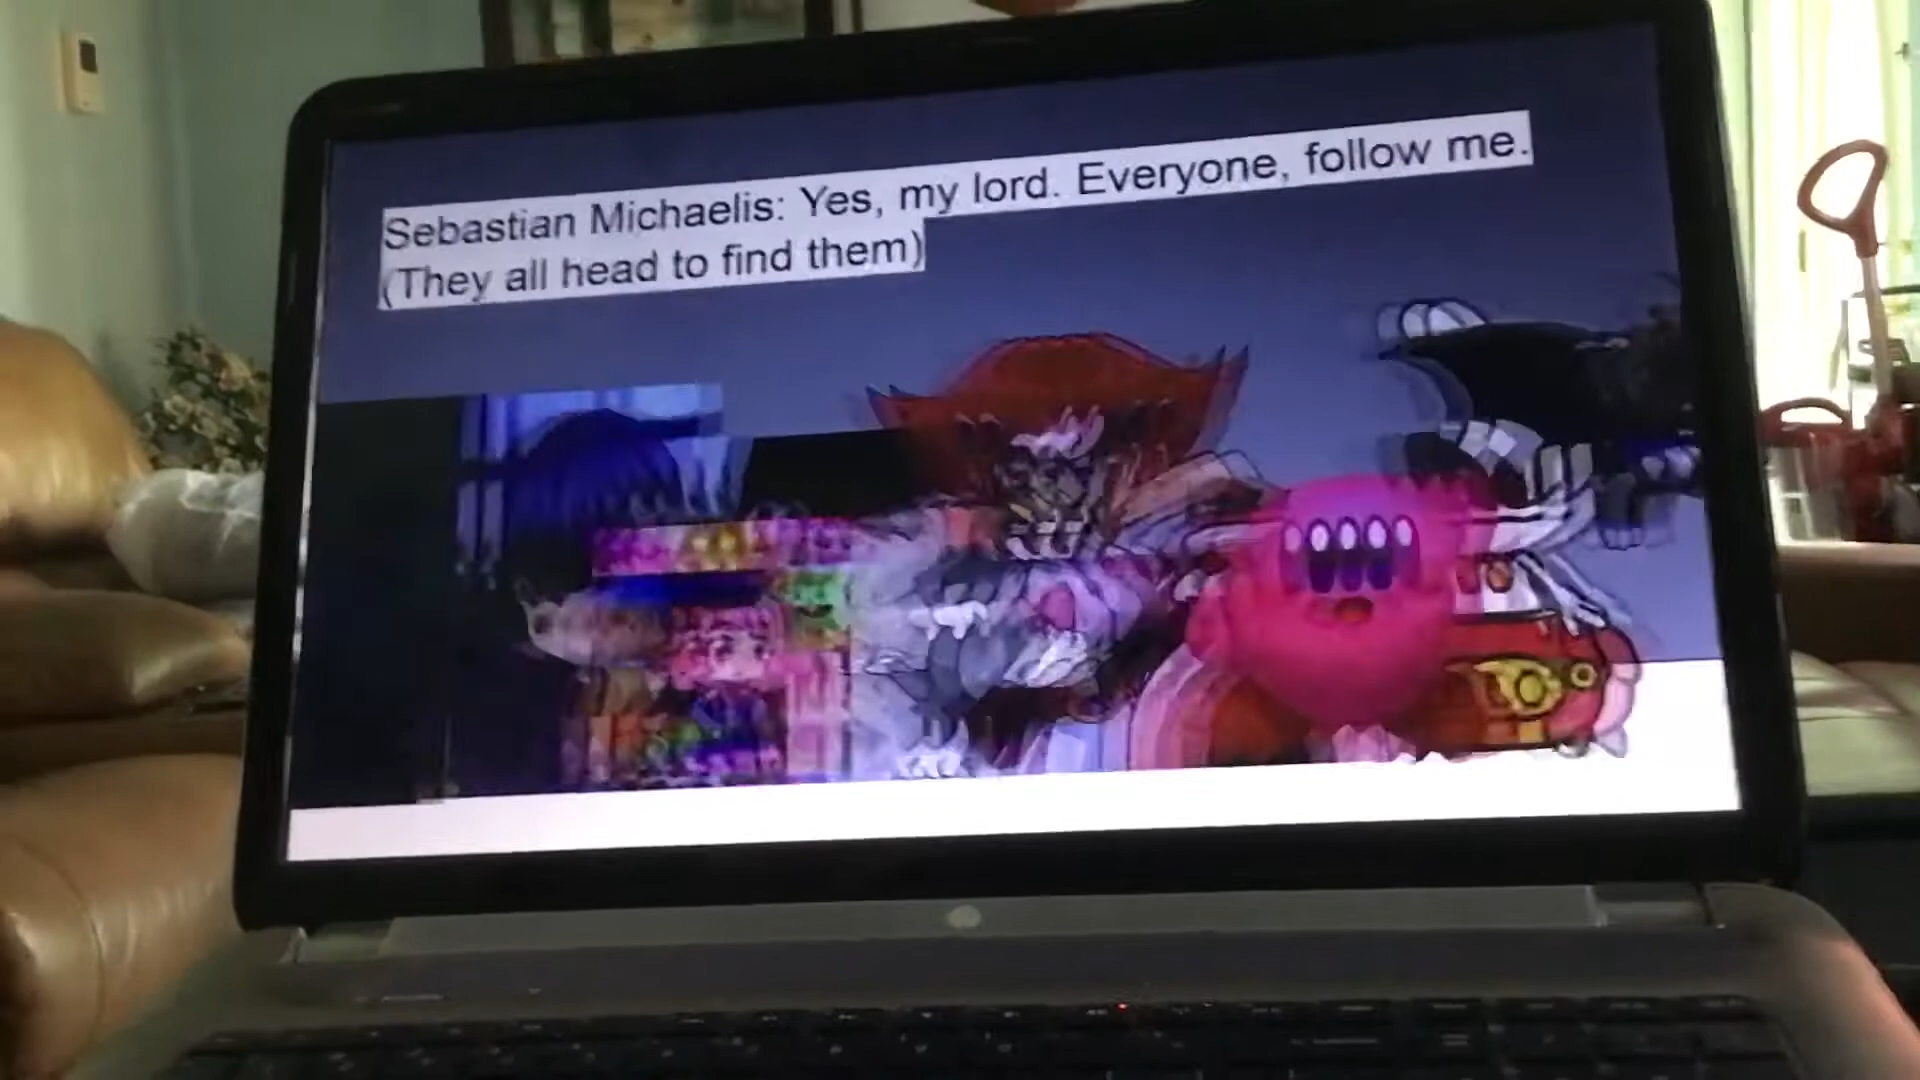 Sebastian Michaelis: Yes, my lord. Everyone, follow me.
(They all head to find them)